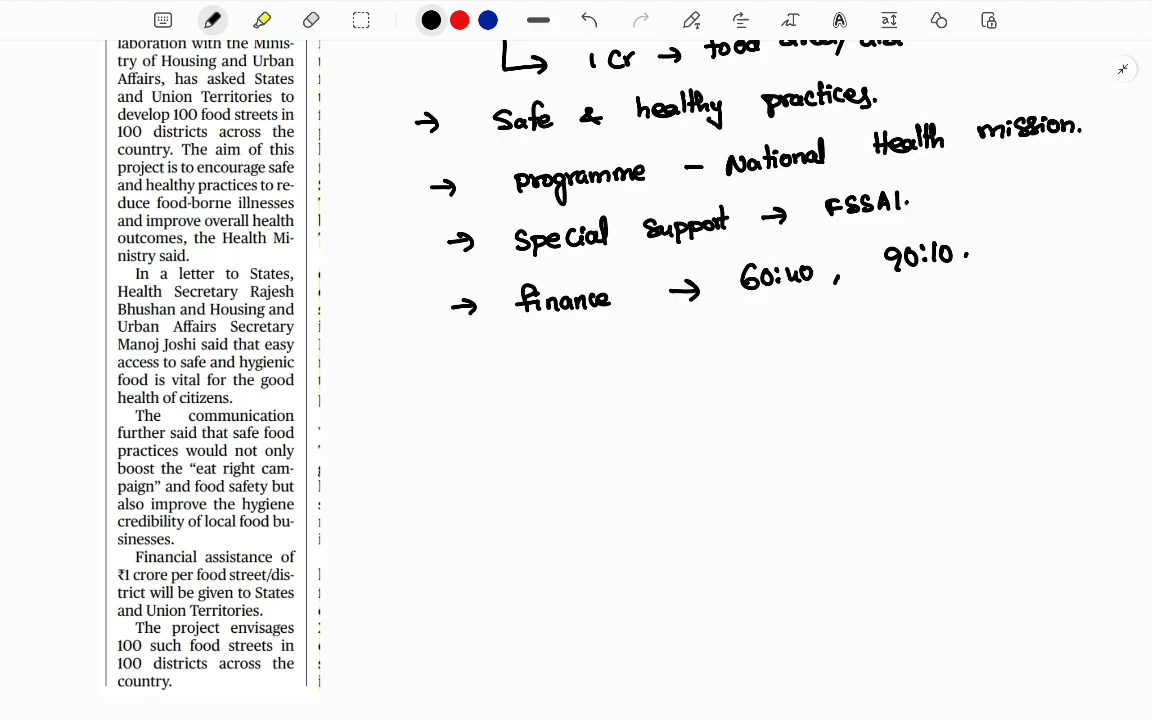 laboration with the Minis-
try of Housing and Urban
Affairs, has asked States
and Union Territories to
develop 100 food streets in
100 districts across the
country. The aim of this
project is to encourage safe
and healthy practices to re-
duce food-borne illnesses
and improve overall health
outcomes, the Health Mi-
nistry said.
In a letter to States,
Health Secretary Rajesh
Bhushan and Housing and
Urban Affairs Secretary
Manoj Joshi said that easy
access to safe and hygienic
food is vital for the good
health of citizens.
The communication
further said that safe food
practices would not only
boost the “eat right cam-
paign” and food safety but
also improve the hygiene
credibility of local food bu-
sinesses.
Financial assistance of
₹1 crore per food street/dis-
trict will be given to States
and Union Territories.
The project envisages
100 such food streets in
100 districts across the
country.
↳ 1 Cr → food
→ Safe & healthy practices.
→ programme – National Health mission.
→ Special Support → FSSAI.
→ finance → 60:40, 90:10.